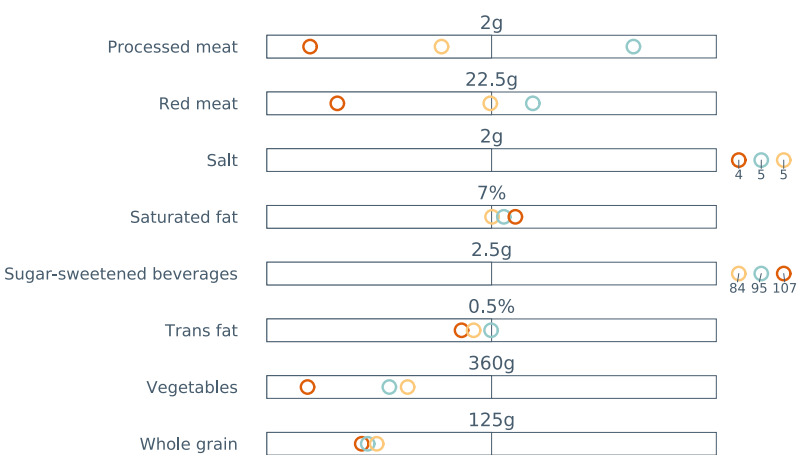 2g
Processed meat
22.5g
Red meat
2g
Salt
4 5 5
7%
Saturated fat
2.5g
Sugar-sweetened beverages
84 95 107
0.5%
Trans fat
360g
Vegetables
125g
Whole grain